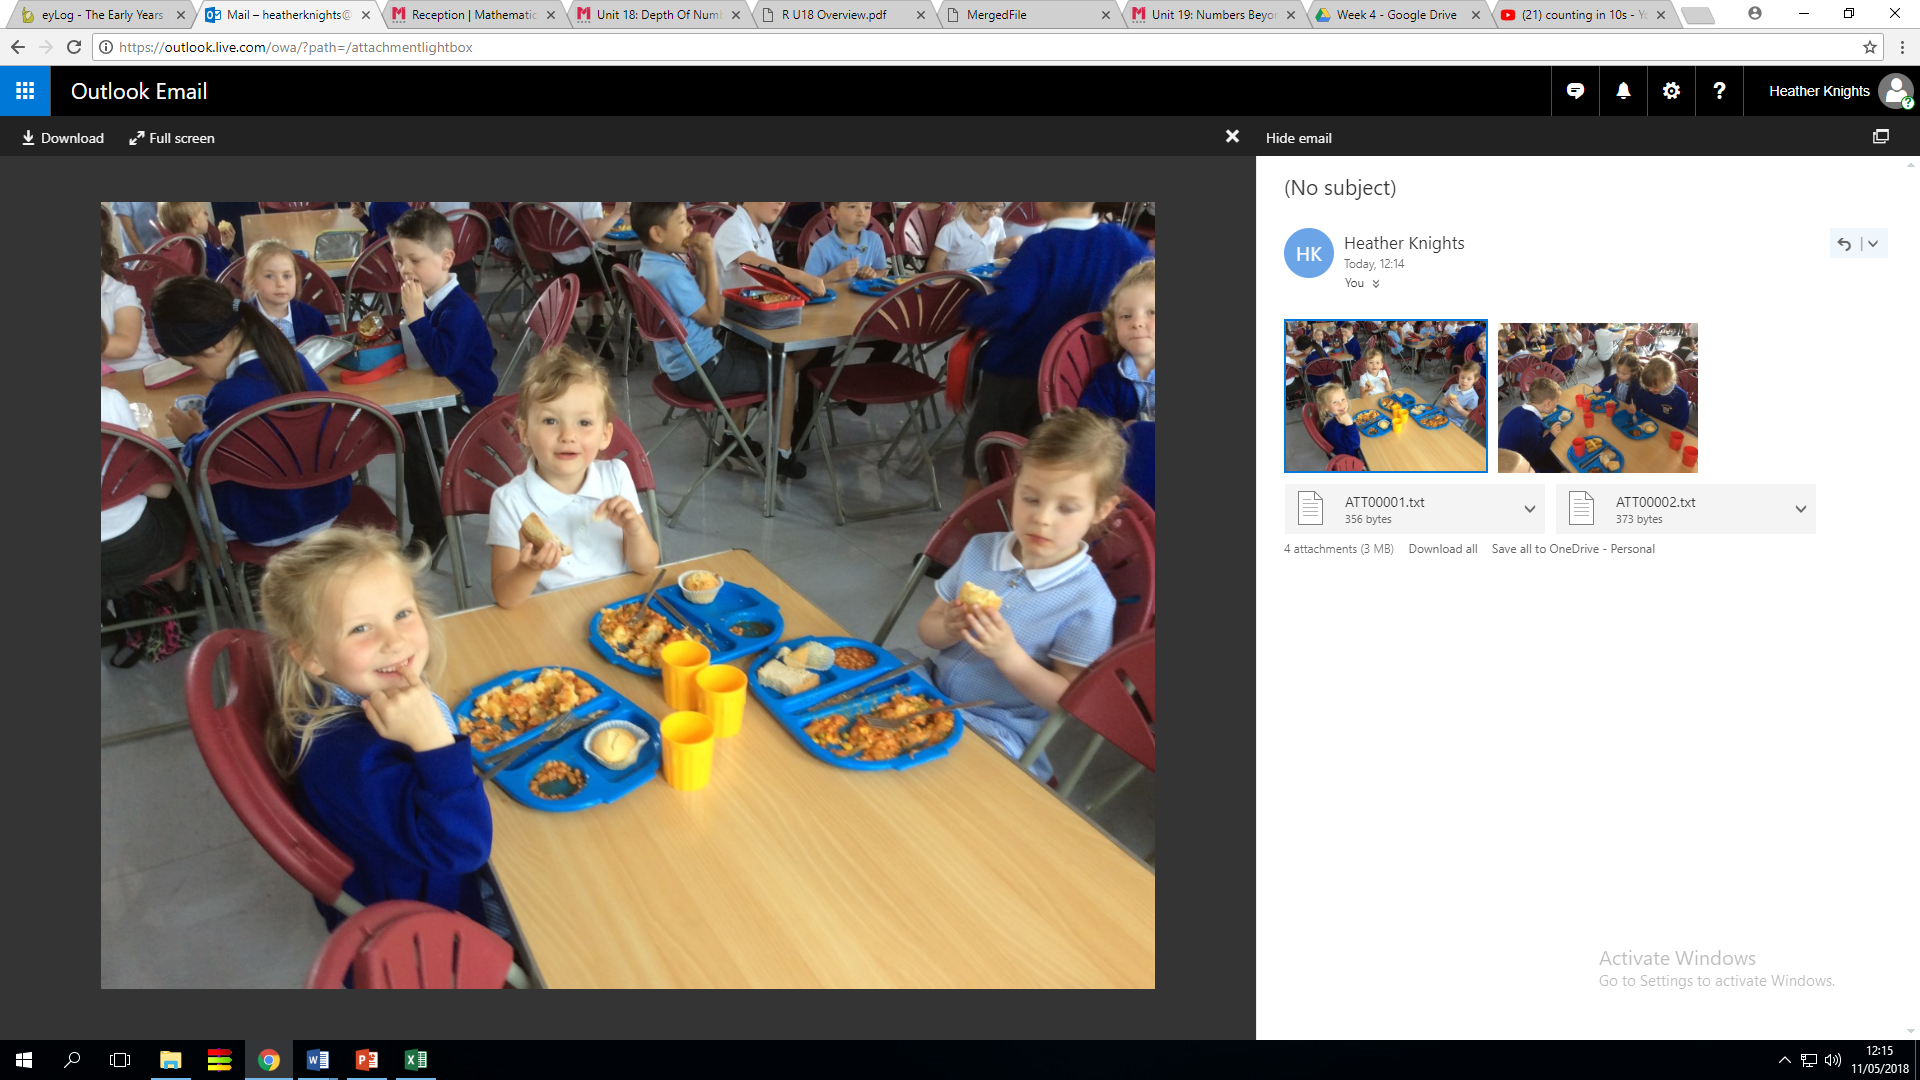 eyLog - The Early Years
Mail – heatherknights@
Reception | Mathematic
Unit 18: Depth Of Numb
R U18 Overview.pdf
MergedFile
Unit 19: Numbers Beyon
Week 4 - Google Drive
(21) counting in 10s - Yo
https://outlook.live.com/owa/?path=/attachmentlightbox
Outlook Email
Heather Knights
Download
Full screen
Hide email
(No subject)
HK
Heather Knights
Today, 12:14
You
ATT00001.txt
356 bytes
ATT00002.txt
373 bytes
4 attachments (3 MB) Download all Save all to OneDrive - Personal
Activate Windows
Go to Settings to activate Windows.
12:15
11/05/2018